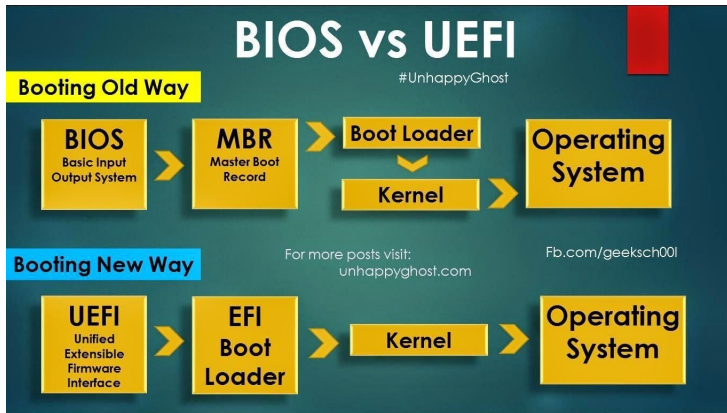 BIOS vs UEFI
#UnhappyGhost
Booting Old Way
BIOS
Basic Input
Output System
MBR
Master Boot
Record
Boot Loader
Kernel
Operating
System
Booting New Way
For more posts visit:
unhappyghost.com
Fb.com/geeksch00l
UEFI
Unified
Extensible
Firmware
Interface
EFI
Boot
Loader
Kernel
Operating
System